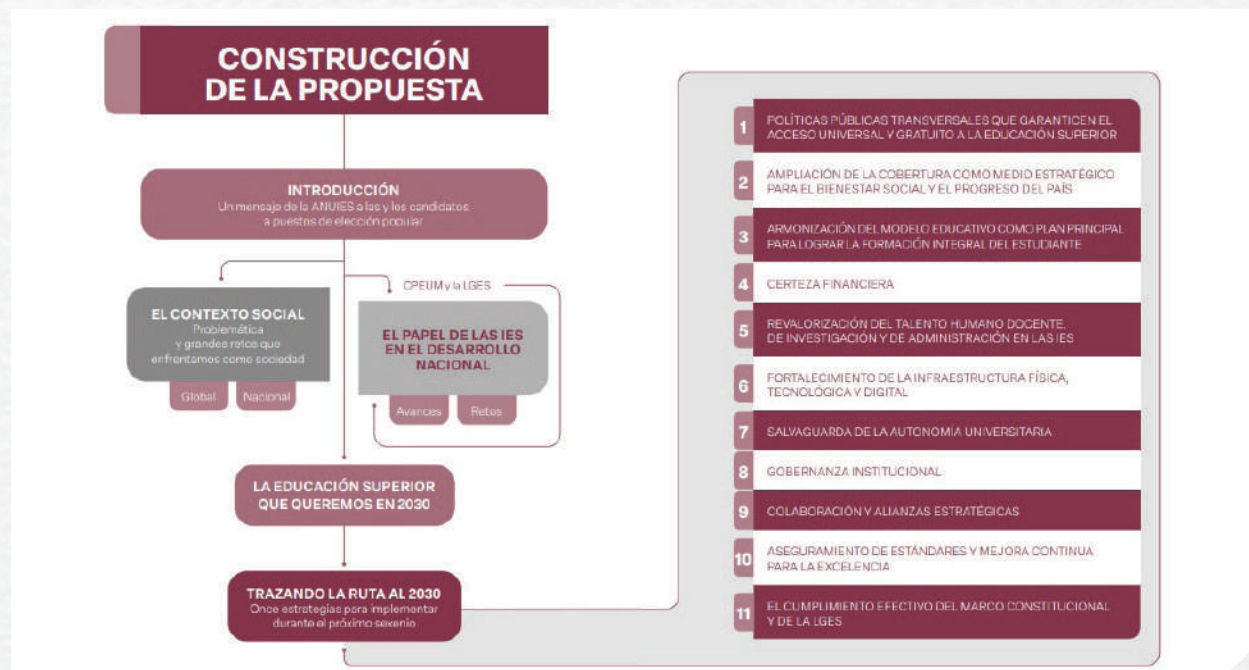 CONSTRUCCIÓN
DE LA PROPUESTA
INTRODUCCIÓN
Un mensaje de la ANUIES a las y los candidatos
a puestos de elección popular
EL CONTEXTO SOCIAL
Problemática
y grandes retos que
enfrentamos como sociedad
Global
Nacional
CPEUM y la LGES
EL PAPEL DE LAS IES
EN EL DESARROLLO
NACIONAL
Avances
Retos
LA EDUCACIÓN SUPERIOR
QUE QUEREMOS EN 2030
TRAZANDO LA RUTA AL 2030
Once estrategias para implementar
durante el próximo sexenio
1 POLÍTICAS PÚBLICAS TRANSVERSALES QUE GARANTICEN EL
ACCESO UNIVERSAL Y GRATUITO A LA EDUCACIÓN SUPERIOR
2 AMPLIACIÓN DE LA COBERTURA COMO MEDIO ESTRATÉGICO
PARA EL BIENESTAR SOCIAL Y EL PROGRESO DEL PAÍS
3 ARMONIZACIÓN DEL MODELO EDUCATIVO COMO PLAN PRINCIPAL
PARA LOGRAR LA FORMACIÓN INTEGRAL DEL ESTUDIANTE
4 CERTEZA FINANCIERA
5 REVALORIZACIÓN DEL TALENTO HUMANO DOCENTE,
DE INVESTIGACIÓN Y DE ADMINISTRACIÓN EN LAS IES
6 FORTALECIMIENTO DE LA INFRAESTRUCTURA FÍSICA,
TECNOLÓGICA Y DIGITAL
7 SALVAGUARDA DE LA AUTONOMÍA UNIVERSITARIA
8 GOBERNANZA INSTITUCIONAL
9 COLABORACIÓN Y ALIANZAS ESTRATÉGICAS
10 ASEGURAMIENTO DE ESTÁNDARES Y MEJORA CONTINUA
PARA LA EXCELENCIA
11 EL CUMPLIMIENTO EFECTIVO DEL MARCO CONSTITUCIONAL
Y DE LA LGES